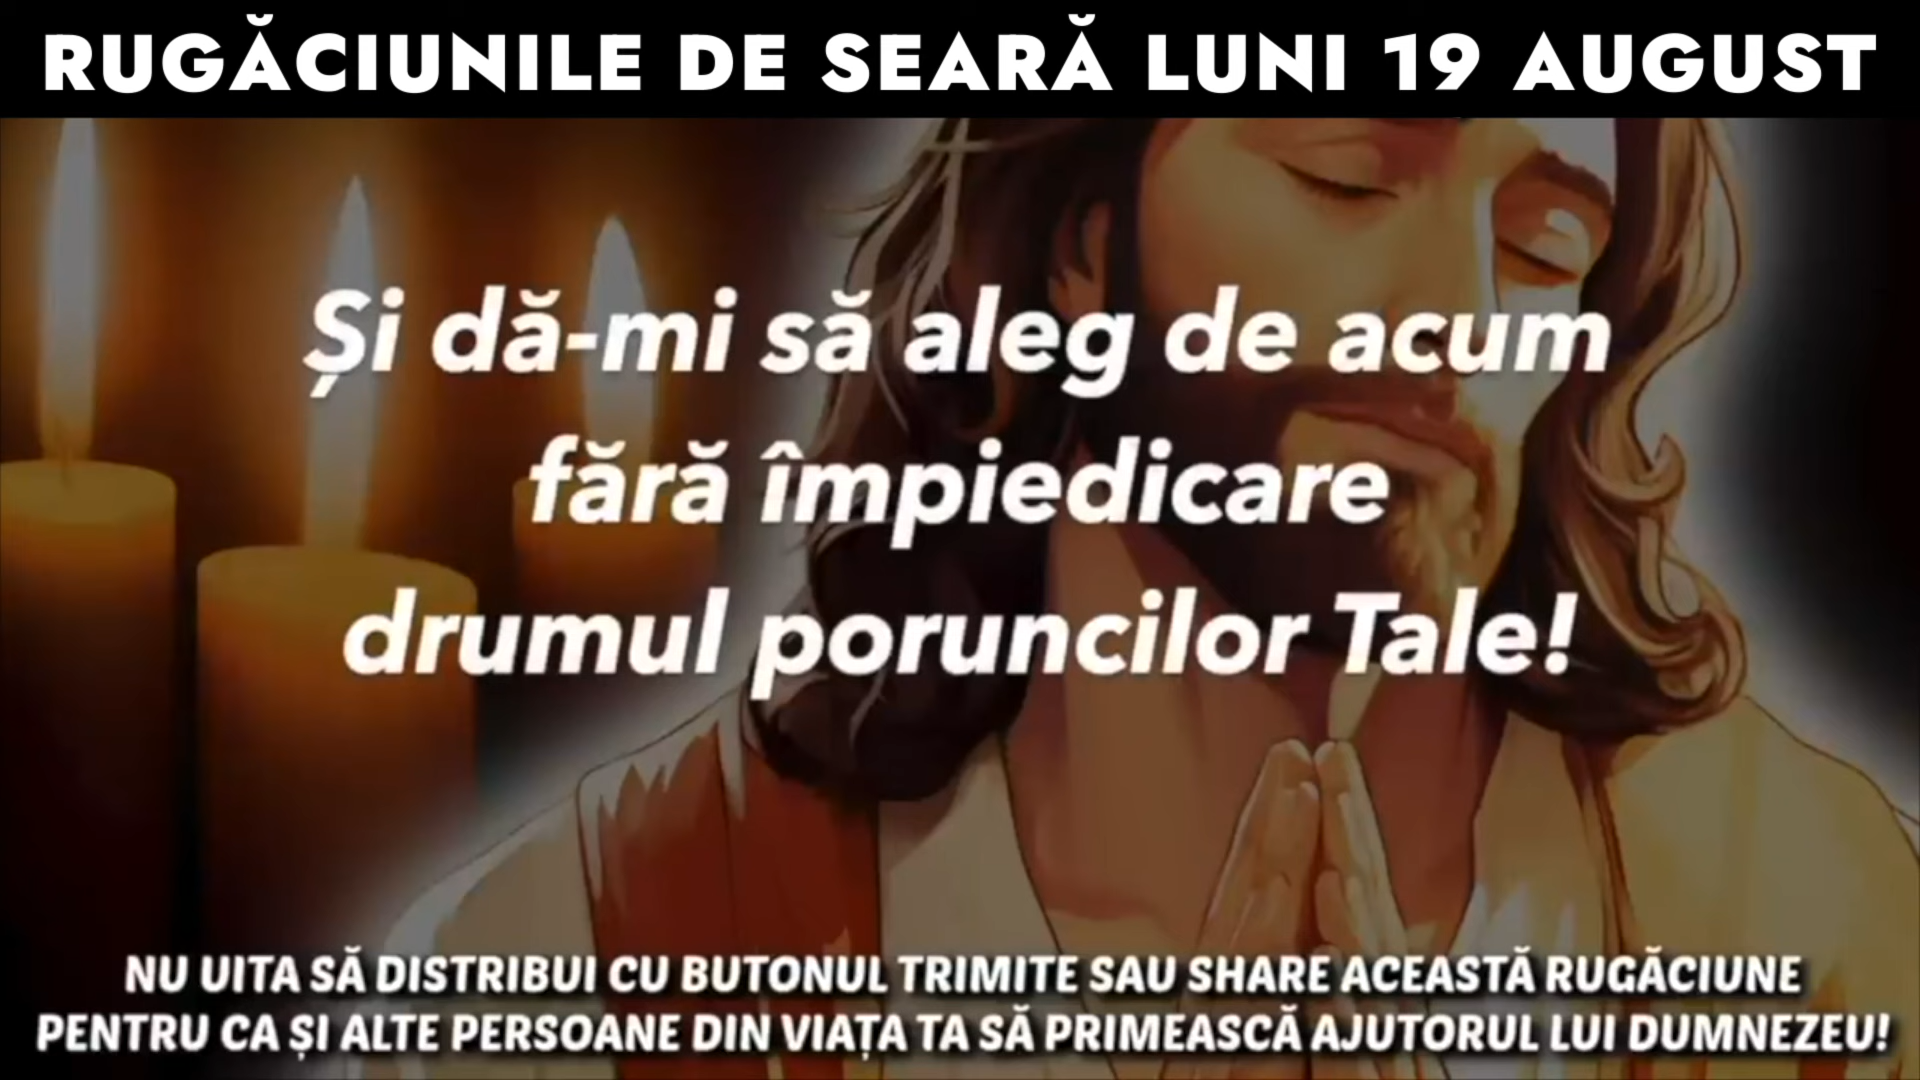 RUGĂCIUNILE DE SEARĂ LUNI 19 AUGUST
Și dă-mi să aleg de acum
fără împiedicare
drumul poruncilor Tale!
NU UITA SĂ DISTRIBUI CU BUTONUL TRIMITE SAU SHARE ACEASTĂ RUGĂCIUNE
PENTRU CA ȘI ALTE PERSOANE DIN VIAȚA TA SĂ PRIMEASCĂ AJUTORUL LUI DUMNEZEU!